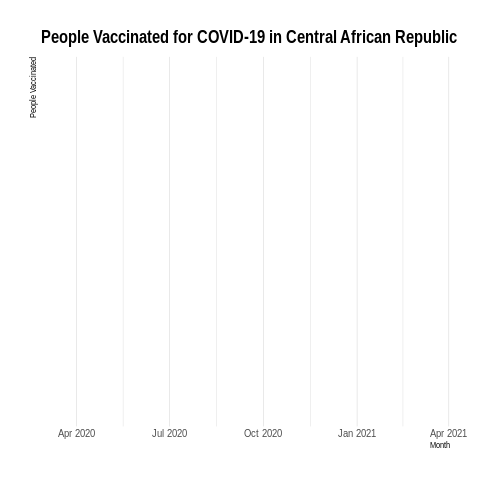 People Vaccinated for COVID-19 in Central African Republic
People Vaccinated
Apr 2020
Jul 2020
Oct 2020
Jan 2021
Apr 2021
Month